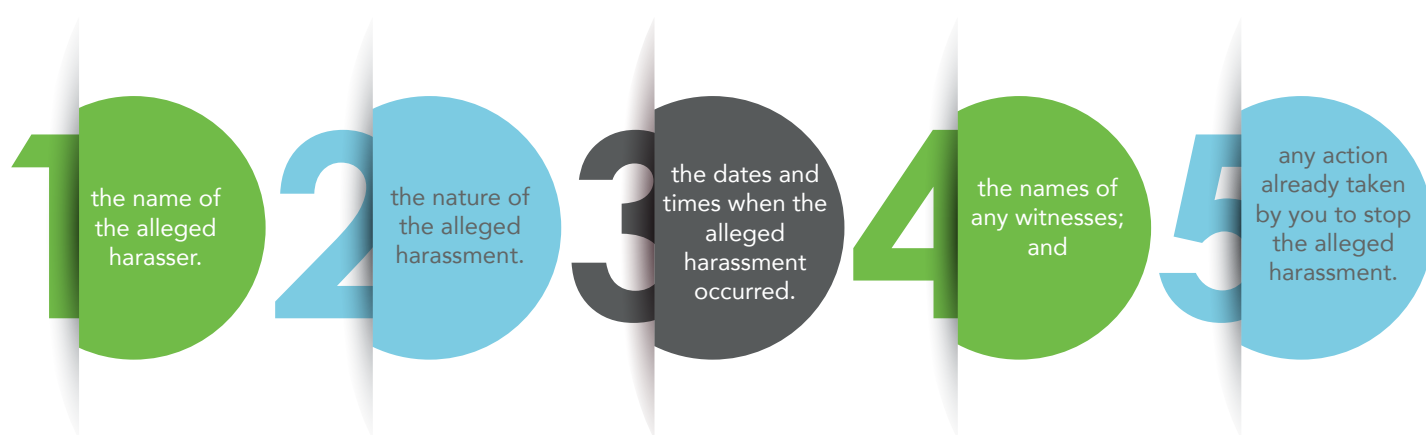 1
the name of
the alleged
harasser.
2
the nature of
the alleged
harassment.
3
the dates and
times when the
alleged
harassment
occurred.
4
the names of
any witnesses;
and
5
any action
already taken
by you to stop
the alleged
harassment.